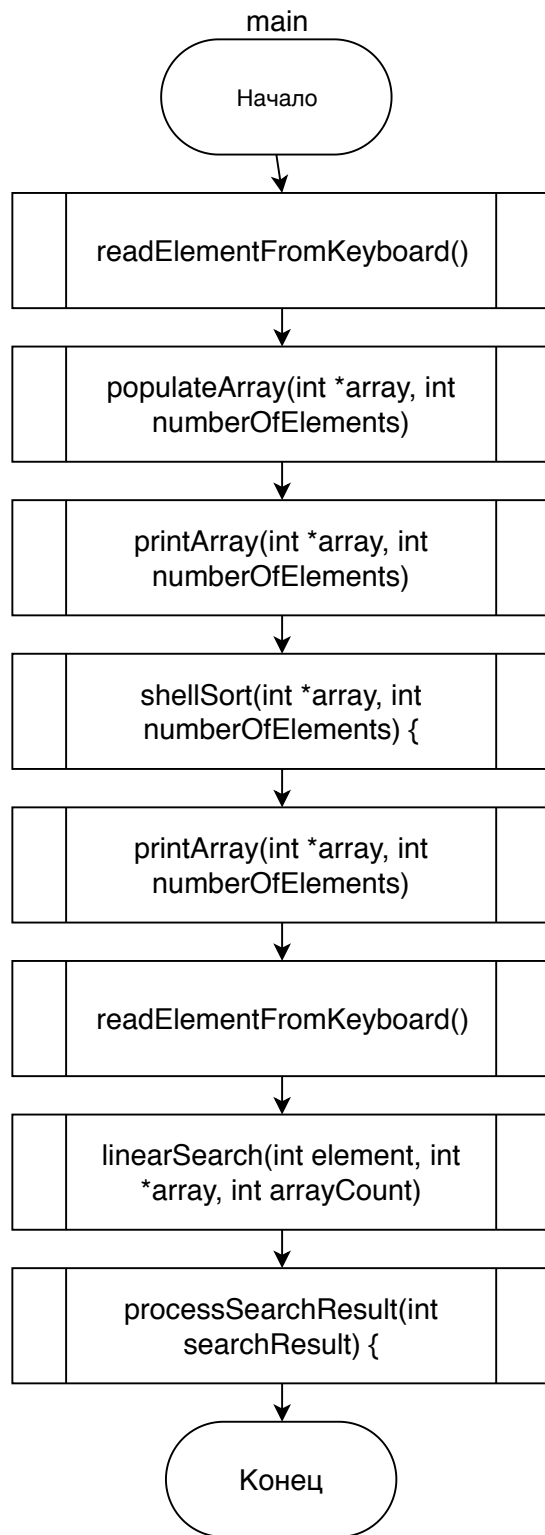 main
Начало
readElementFromKeyboard()
populateArray(int *array, int
numberOfElements)
printArray(int *array, int
numberOfElements)
shellSort(int *array, int
numberOfElements) {
printArray(int *array, int
numberOfElements)
readElementFromKeyboard()
linearSearch(int element, int
*array, int arrayCount)
processSearchResult(int
searchResult) {
Конец